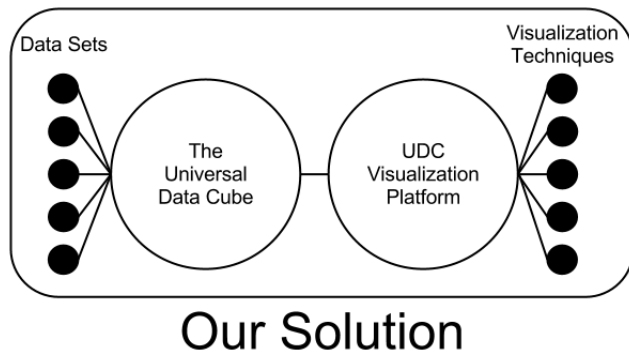 Data Sets
Visualization
Techniques
The
Universal
Data Cube
UDC
Visualization
Platform
Our Solution